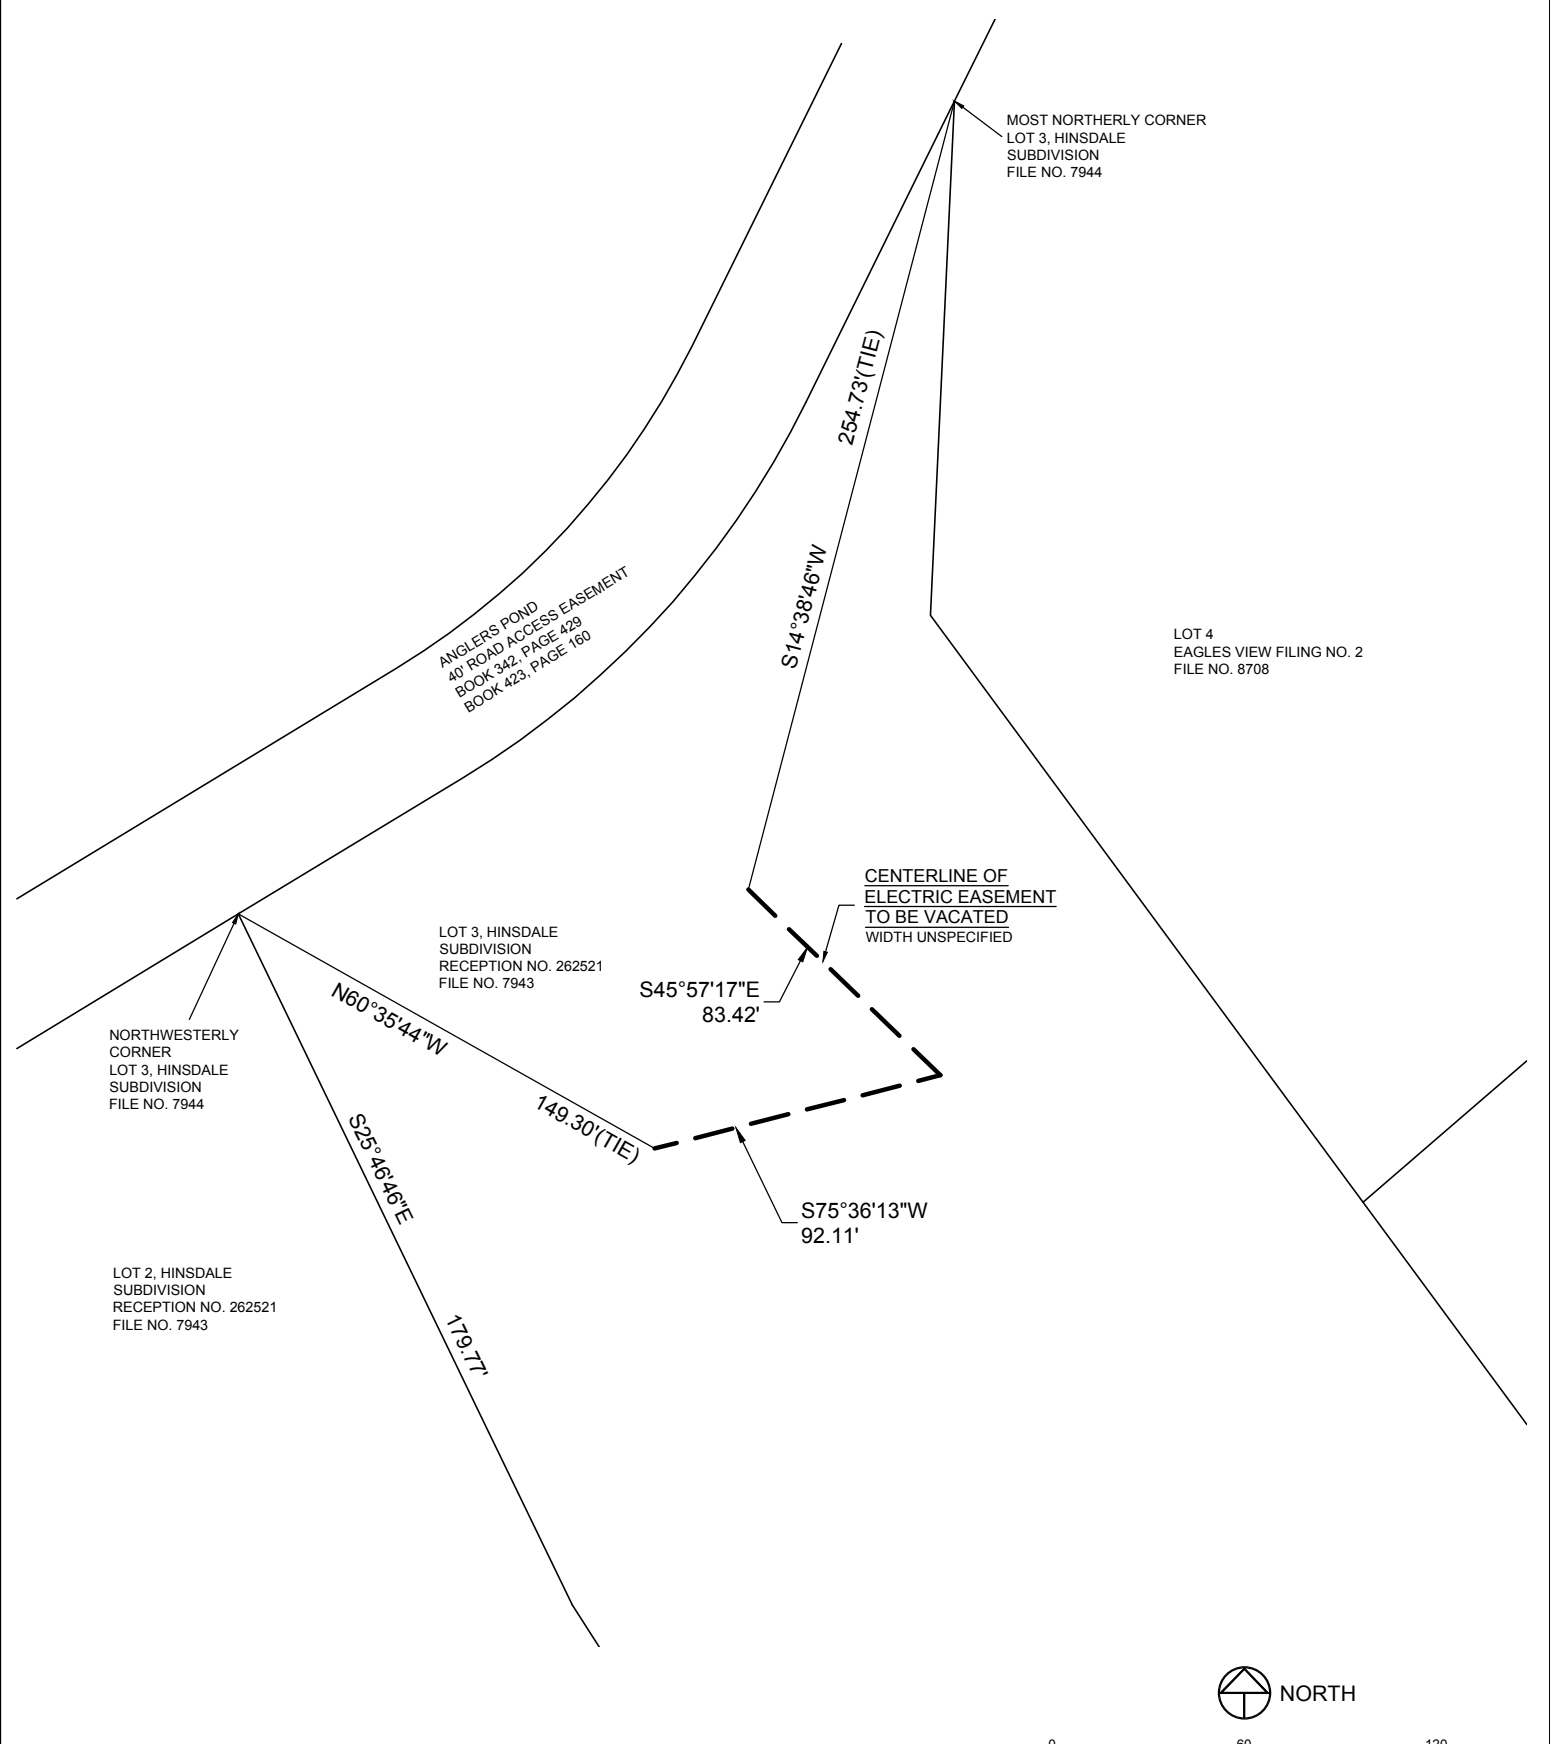 MOST NORTHERLY CORNER
LOT 3, HINSDALE
SUBDIVISION
FILE NO. 7944
254.73'(TIE)
S14°38'46"W
ANGLERS POND
40' ROAD ACCESS EASEMENT
BOOK 342, PAGE 429
BOOK 423, PAGE 160
LOT 4
EAGLES VIEW FILING NO. 2
FILE NO. 8708
CENTERLINE OF
ELECTRIC EASEMENT
TO BE VACATED
WIDTH UNSPECIFIED
LOT 3, HINSDALE
SUBDIVISION
RECEPTION NO. 262521
FILE NO. 7943
S45°57'17"E
83.42'
N60°35'44"W
149.30'(TIE)
NORTHWESTERLY
CORNER
LOT 3, HINSDALE
SUBDIVISION
FILE NO. 7944
S25°46'46"E
179.77'
S75°36'13"W
92.11'
LOT 2, HINSDALE
SUBDIVISION
RECEPTION NO. 262521
FILE NO. 7943
NORTH
0 60 120